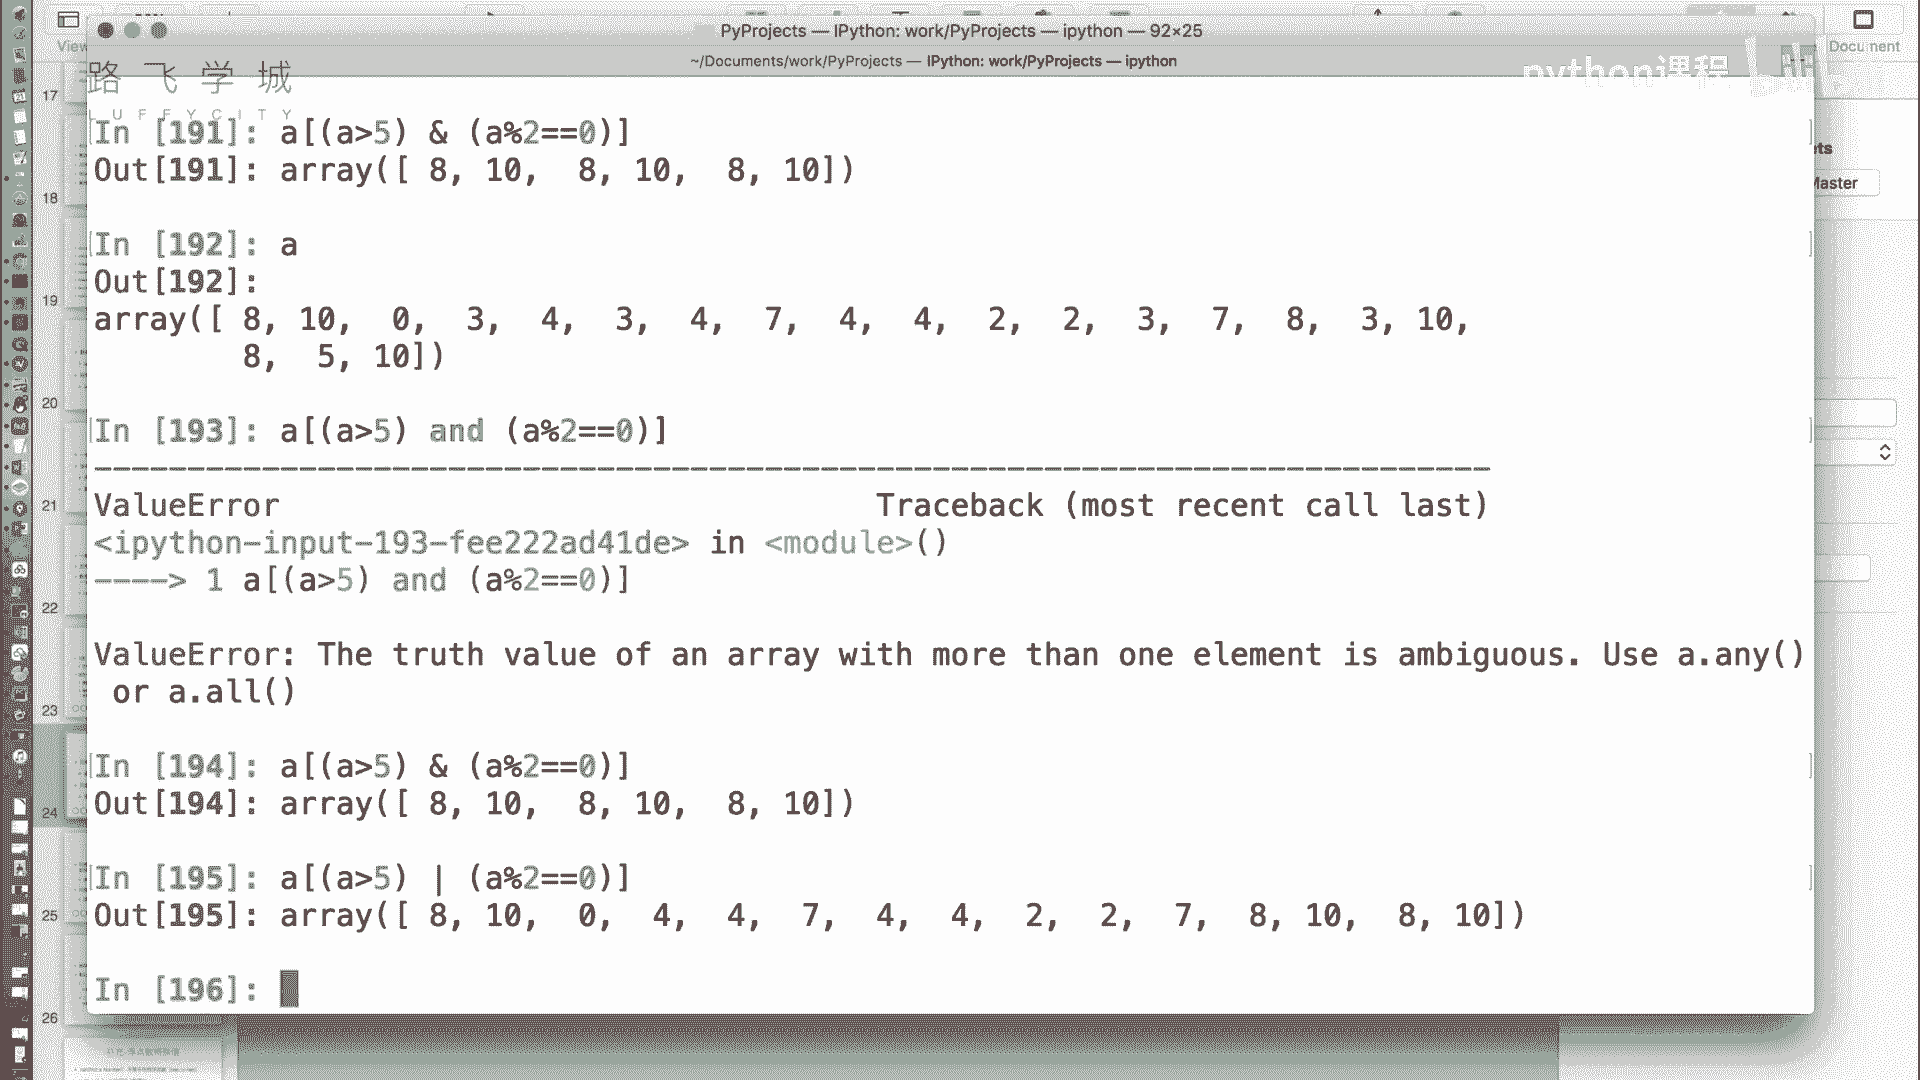 PyProjects — IPython: work/PyProjects — ipython — 92×25
~/Documents/work/PyProjects — IPython: work/PyProjects — ipython
View
Document
路飞学城
LUFFYCITY
python课程
17
18
19
20
21
22
23
24
25
26
Master
In [191]: a[(a>5) & (a%2==0)]
Out[191]: array([ 8, 10,  8, 10,  8, 10])
In [192]: a
Out[192]:
array([ 8, 10,  0,  3,  4,  3,  4,  7,  4,  4,  2,  2,  3,  7,  8,  3, 10,
        8,  5, 10])
In [193]: a[(a>5) and (a%2==0)]
---------------------------------------------------------------------------
ValueError                                Traceback (most recent call last)
<ipython-input-193-fee222ad41de> in <module>()
----> 1 a[(a>5) and (a%2==0)]
ValueError: The truth value of an array with more than one element is ambiguous. Use a.any()
 or a.all()
In [194]: a[(a>5) & (a%2==0)]
Out[194]: array([ 8, 10,  8, 10,  8, 10])
In [195]: a[(a>5) | (a%2==0)]
Out[195]: array([ 8, 10,  0,  4,  4,  7,  4,  4,  2,  2,  7,  8, 10,  8, 10])
In [196]: